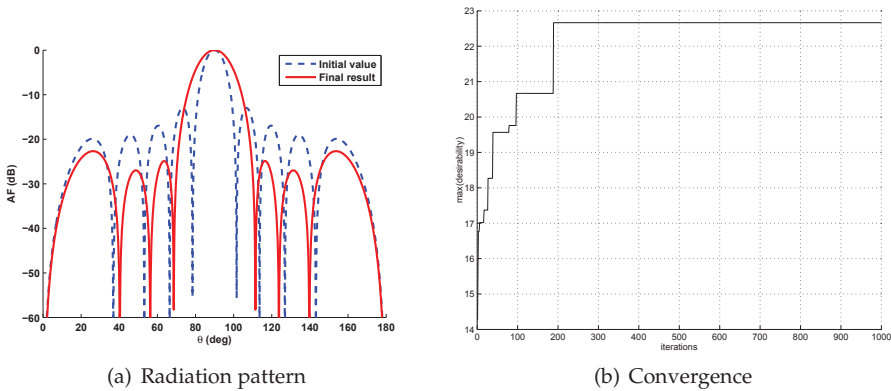 0
−10
−20
−30
−40
−50
−60
AF (dB)
0 20 40 60 80 100 120 140 160 180
θ (deg)
Initial value
Final result
(a) Radiation pattern
23
22
21
20
19
18
17
16
15
14
max(desirability)
0 100 200 300 400 500 600 700 800 900 1000
iterations
(b) Convergence